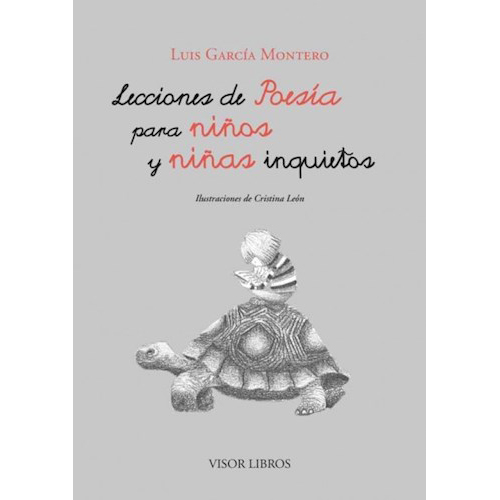 Luis García Montero
Lecciones de Poesía
para niños
y niñas inquietos
Ilustraciones de Cristina León
VISOR LIBROS